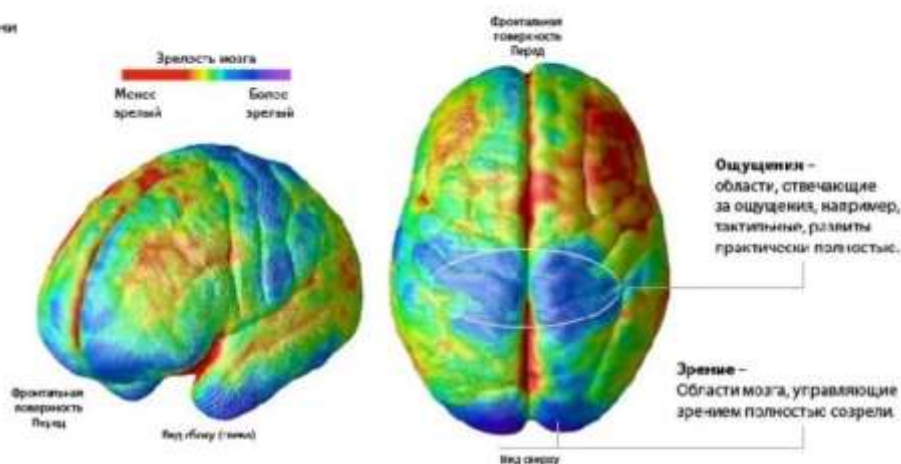 ни
Зрелость мозга
Менее
зрелый
Более
зрелый
Фронтальная
поверхность
Перед
Ощущения –
области, отвечающие
за ощущения, например,
тактильные, развиты
практически полностью.
Зрение –
Области мозга, управляющие
зрением полностью созрели.
Фронтальная
поверхность
Перед
Вид сбоку (слева)
Вид сверху